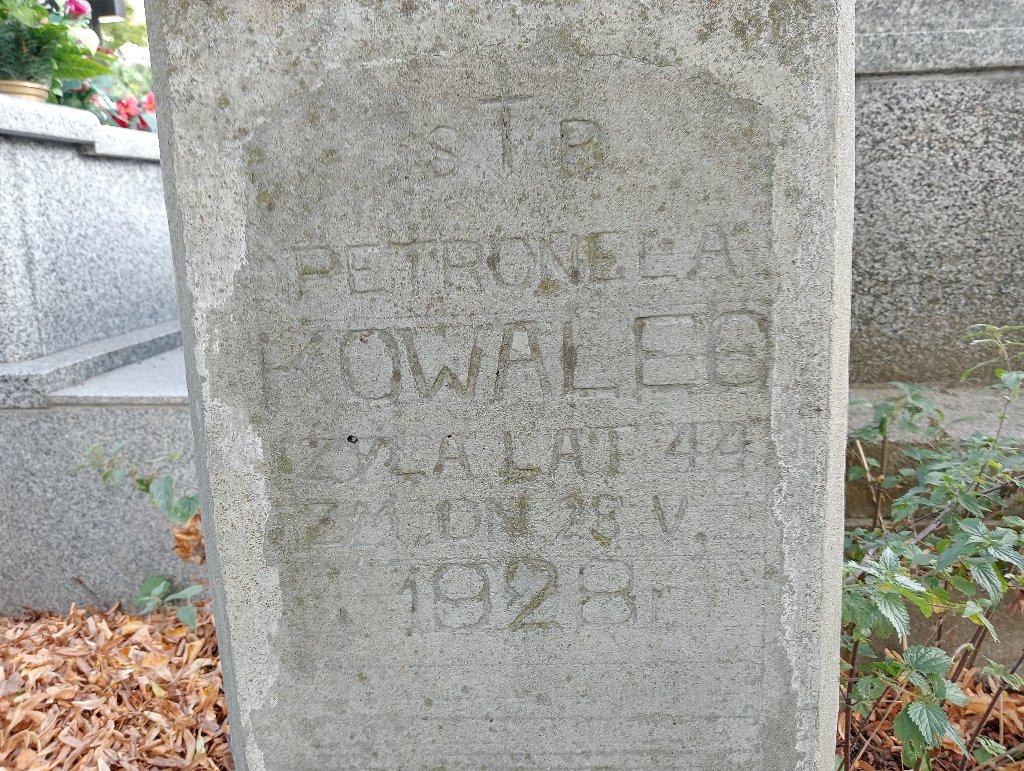 S † P
PETRONELA
KOWALEC
ŻYŁA LAT 44
ZM. DN. 28 V.
1928 r.